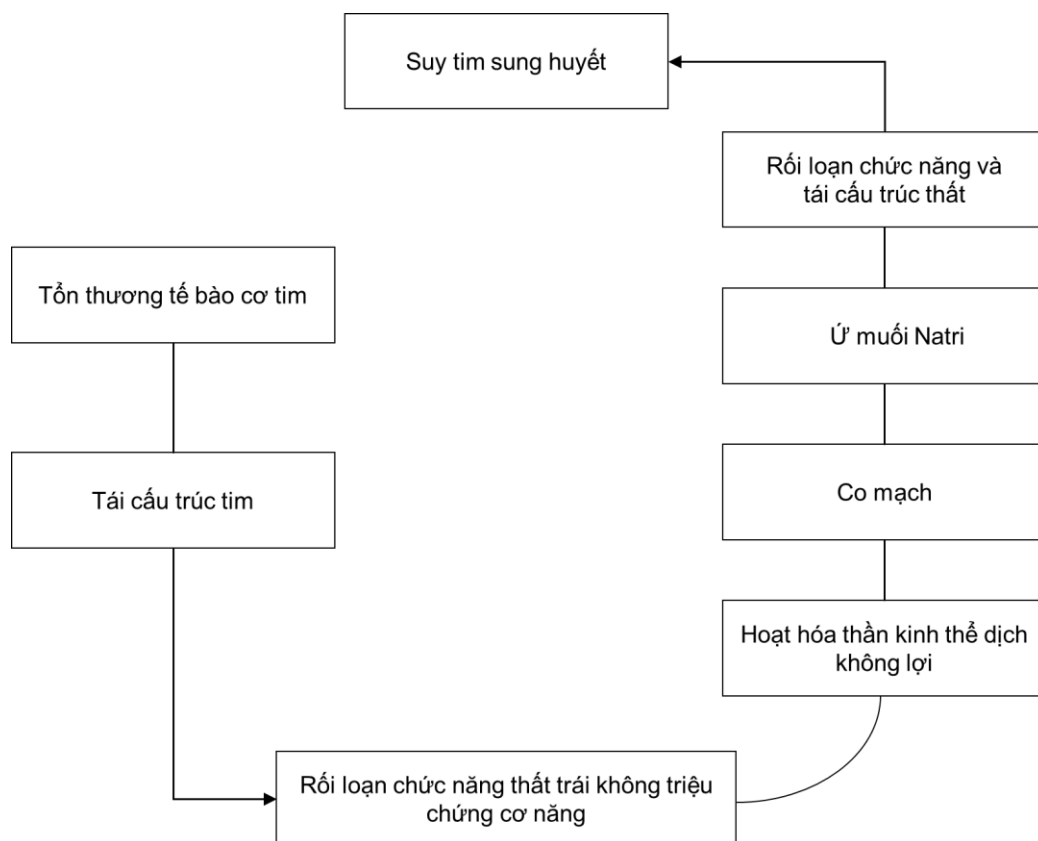 Suy tim sung huyết
Rối loạn chức năng và
tái cấu trúc thất
Tổn thương tế bào cơ tim
Ứ muối Natri
Tái cấu trúc tim
Co mạch
Hoạt hóa thần kinh thể dịch
không lợi
Rối loạn chức năng thất trái không triệu
chứng cơ năng